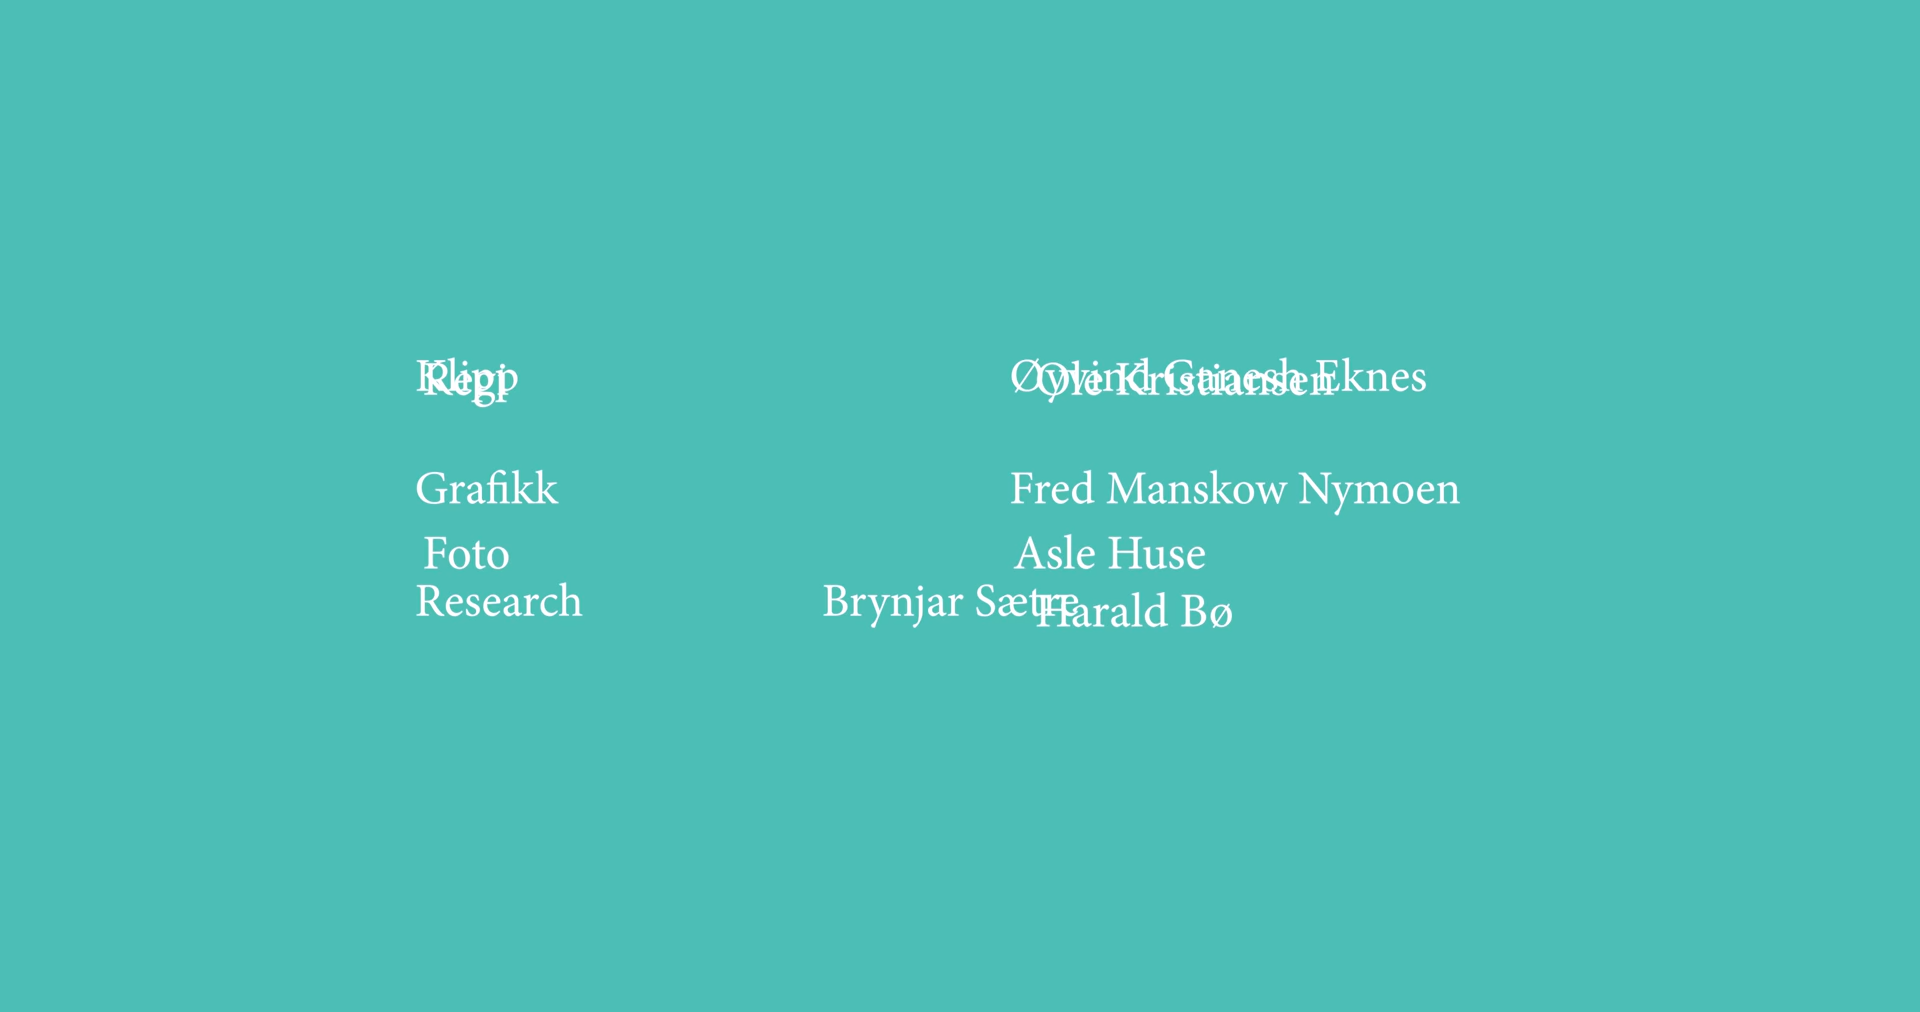 Klipp Øyvind Ganesh Eknes
Regi Ole Kristiansen
Grafikk Fred Manskow Nymoen
Foto Asle Huse
Research Brynjar Sætre
Harald Bø